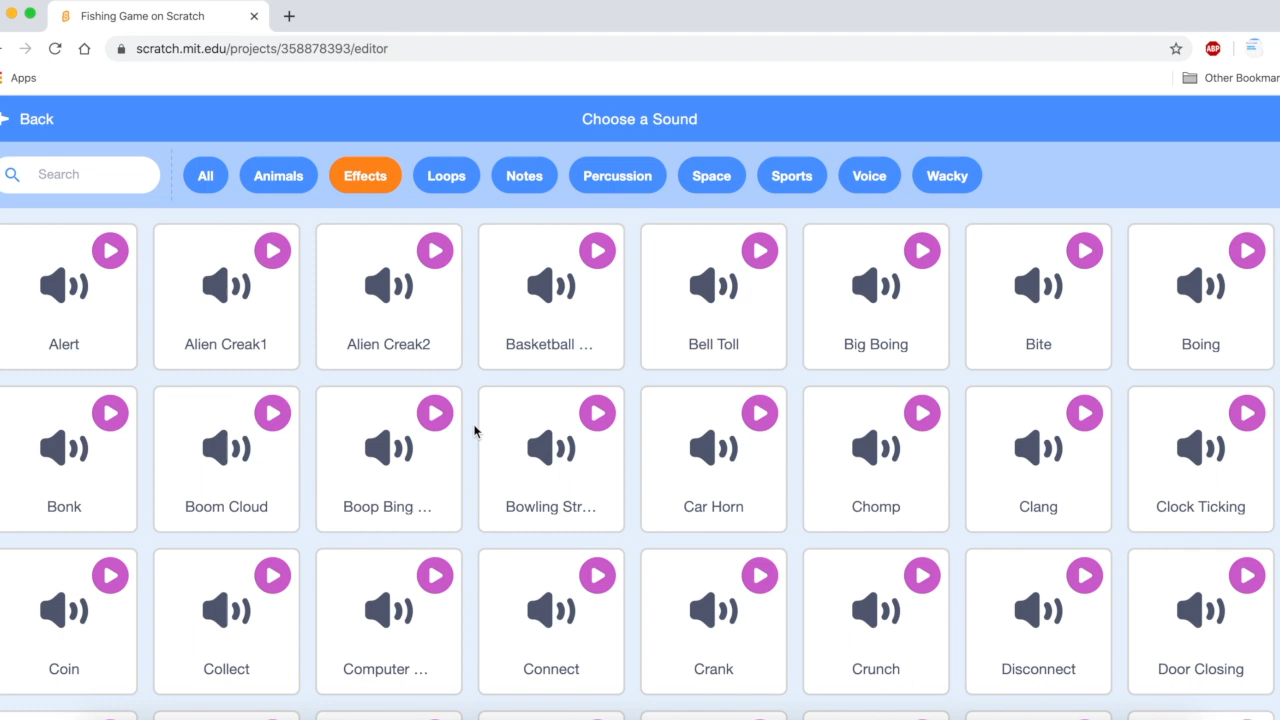 Fishing Game on Scratch
scratch.mit.edu/projects/358878393/editor
ABP
Apps
Other Bookmar
Back
Choose a Sound
Search
All
Animals
Effects
Loops
Notes
Percussion
Space
Sports
Voice
Wacky
Alert
Alien Creak1
Alien Creak2
Basketball ...
Bell Toll
Big Boing
Bite
Boing
Bonk
Boom Cloud
Boop Bing ...
Bowling Str...
Car Horn
Chomp
Clang
Clock Ticking
Coin
Collect
Computer ...
Connect
Crank
Crunch
Disconnect
Door Closing